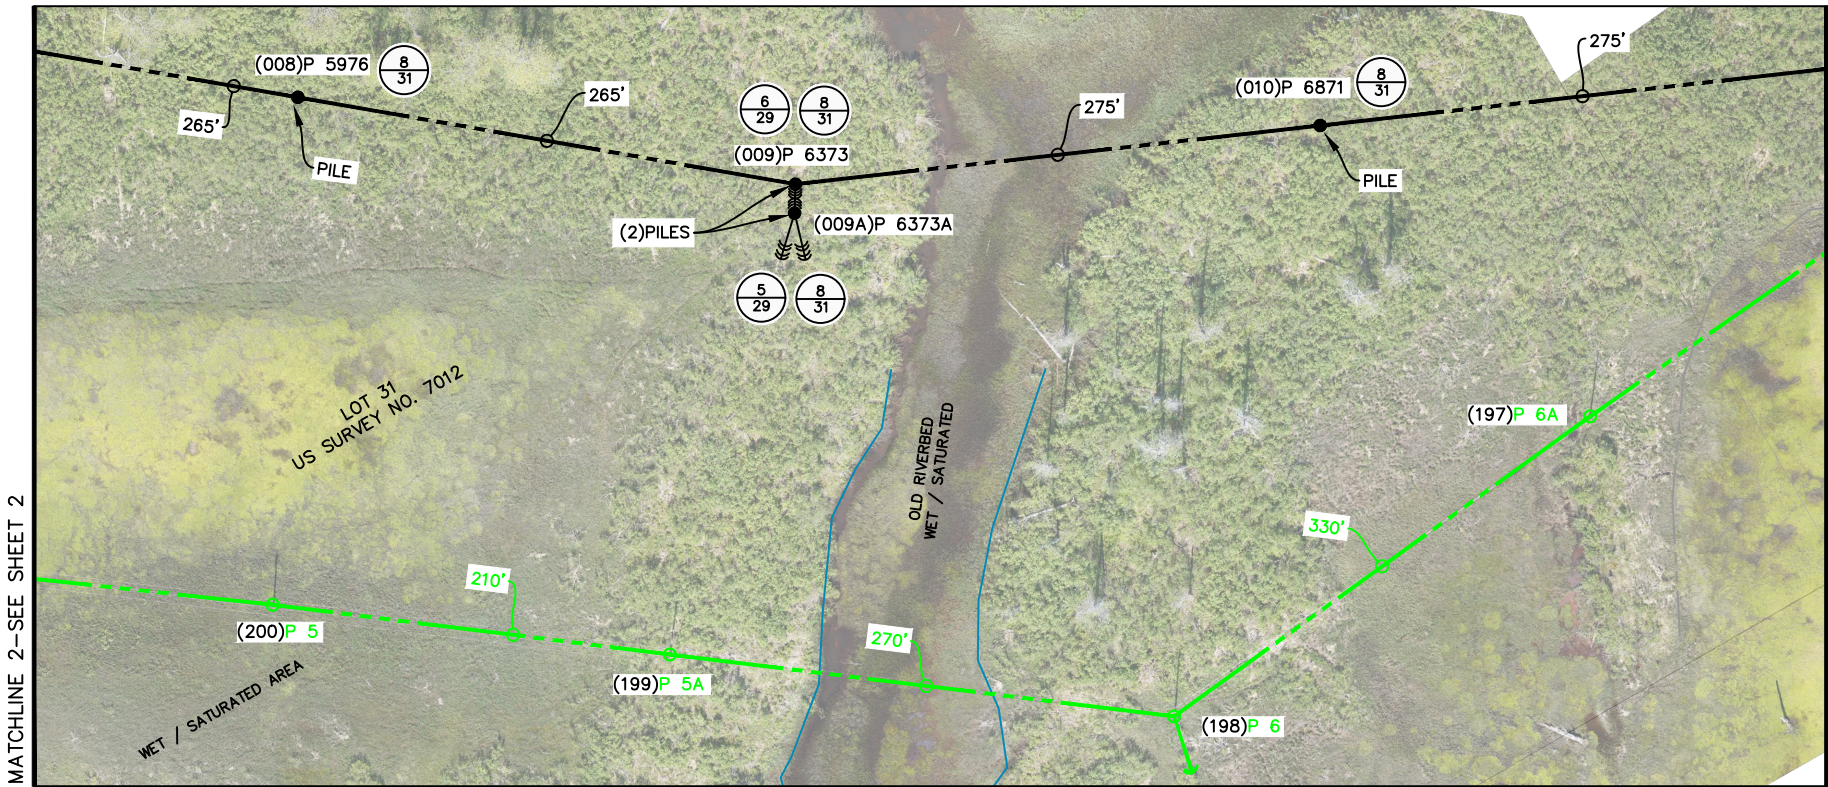 275'
(008)P 5976
8
31
265'
265'
PILE
6
29
8
31
(009)P 6373
275'
(010)P 6871
8
31
PILE
(2)PILES
(009A)P 6373A
5
29
8
31
LOT 31
US SURVEY NO. 7012
OLD RIVERBED
WET / SATURATED
(197)P 6A
330'
210'
(200)P 5
270'
(199)P 5A
(198)P 6
WET / SATURATED AREA
MATCHLINE 2-SEE SHEET 2